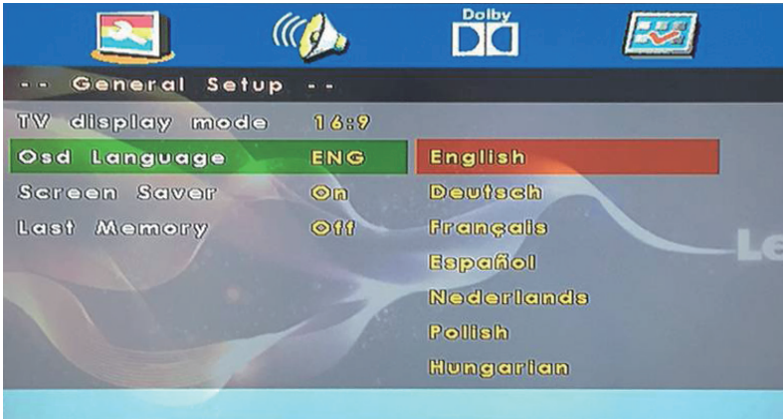 Dolby
-- General Setup --
TV display mode 16:9
Osd Language ENG English
Screen Saver On Deutsch
Last Memory Off Français
Español
Le
Nederlands
Polish
Hungarian